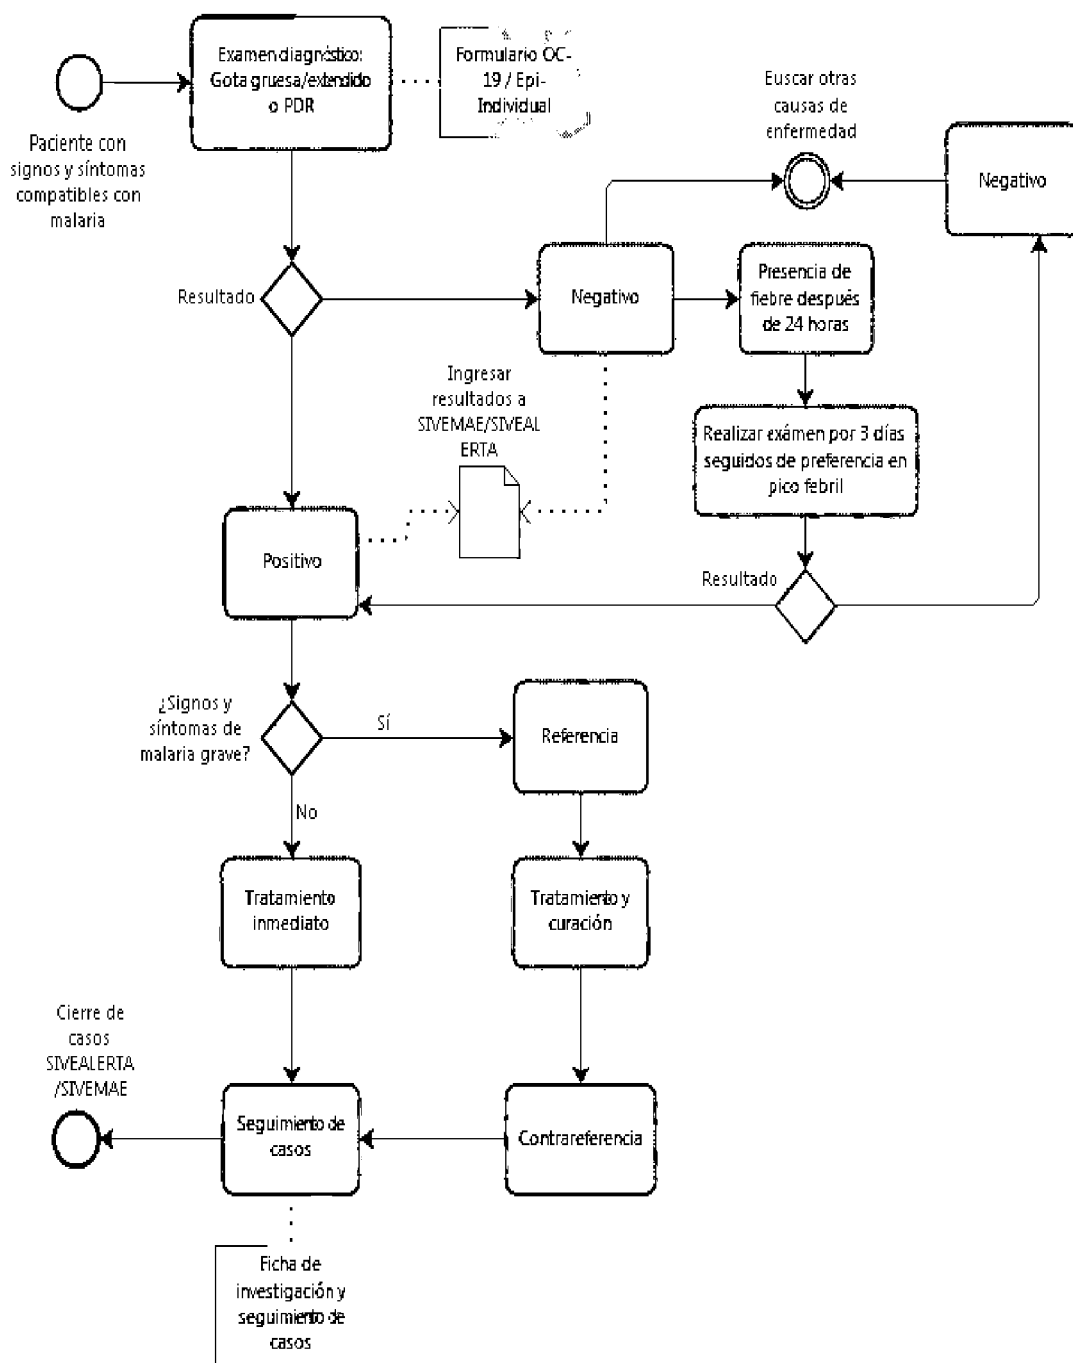 Examen diagnóstico:
Gota gruesa/extendido
o PDR
Formulario OC-
19 / Epi-
Individual
Paciente con
signos y síntomas
compatibles con
malaria
Euscar otras
causas de
enfermedad
Negativo
Resultado
Negativo
Presencia de
fiebre después
de 24 horas
Ingresar
resultados a
SIVEMAE/SIVEAL
ERTA
Realizar exámen por 3 días
seguidos de preferencia en
pico febril
Positivo
Resultado
¿Signos y
síntomas de
malaria grave?
Sí
Referencia
No
Tratamiento
inmediato
Tratamiento y
curación
Cierre de
casos
SIVEALERTA
/SIVEMAE
Seguimiento de
casos
Contrareferencia
Ficha de
investigación y
seguimiento de
casos